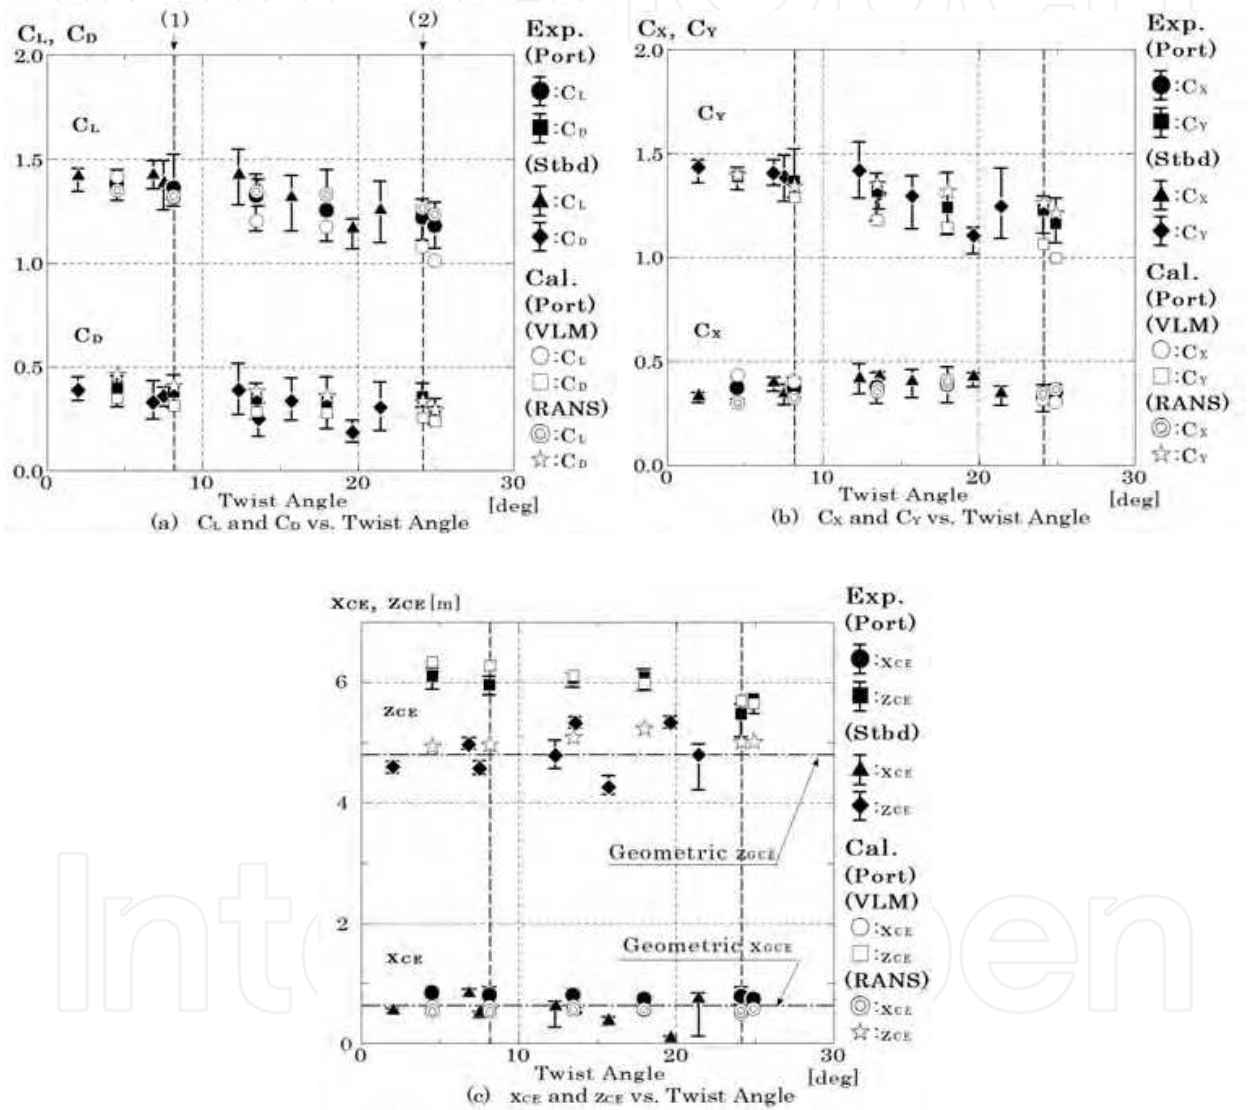 (1) (2)
CL, CD
2.0
1.5
1.0
0.5
0.0
CL
CD
0 10 20 30
Twist Angle [deg]
(a) CL and CD vs. Twist Angle
Exp.
(Port)
:CL
:CD
(Stbd)
:CL
:CD
Cal.
(Port)
(VLM)
:CL
:CD
(RANS)
:CL
:CD
CX, CY
2.0
1.5
1.0
0.5
0.0
CY
CX
0 10 20 30
Twist Angle [deg]
(b) CX and CY vs. Twist Angle
Exp.
(Port)
:CX
:CY
(Stbd)
:CX
:CY
Cal.
(Port)
(VLM)
:CX
:CY
(RANS)
:CX
:CY
XCE, ZCE [m]
6
4
2
0
ZCE
Geometric ZGCE
Geometric XGCE
XCE
0 10 20 30
Twist Angle [deg]
(c) XCE and ZCE vs. Twist Angle
Exp.
(Port)
:XCE
:ZCE
(Stbd)
:XCE
:ZCE
Cal.
(Port)
(VLM)
:XCE
:ZCE
(RANS)
:XCE
:ZCE